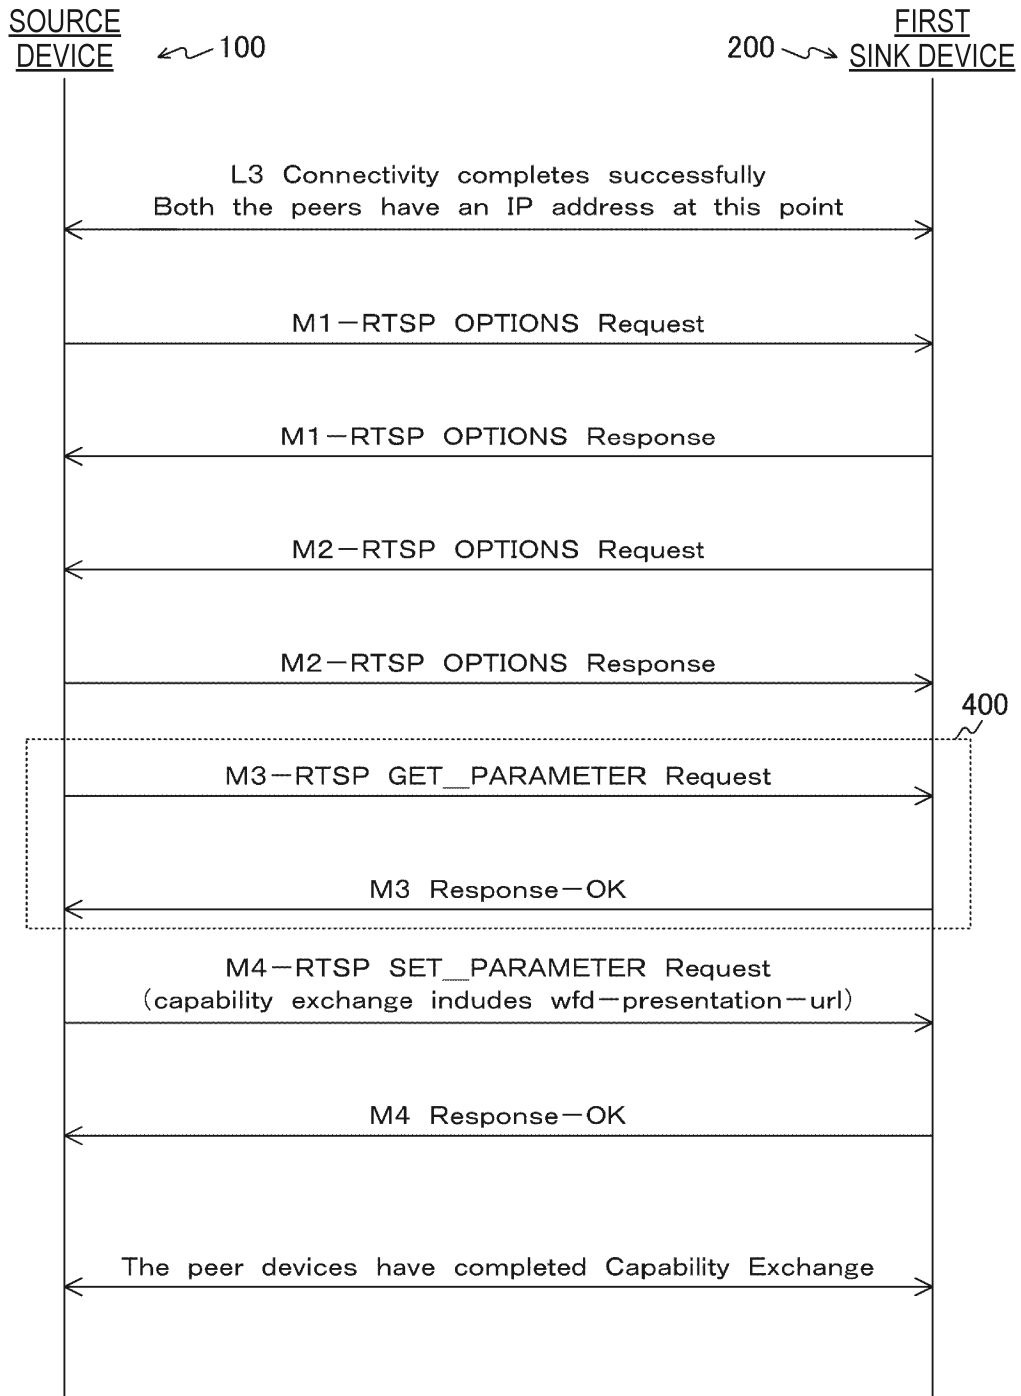 SOURCE
DEVICE
100
200
FIRST
SINK DEVICE
L3 Connectivity completes successfully
Both the peers have an IP address at this point
M1-RTSP OPTIONS Request
M1-RTSP OPTIONS Response
M2-RTSP OPTIONS Request
M2-RTSP OPTIONS Response
400
M3-RTSP GET_PARAMETER Request
M3 Response-OK
M4-RTSP SET_PARAMETER Request
(capability exchange indudes wfd-presentation-url)
M4 Response-OK
The peer devices have completed Capability Exchange